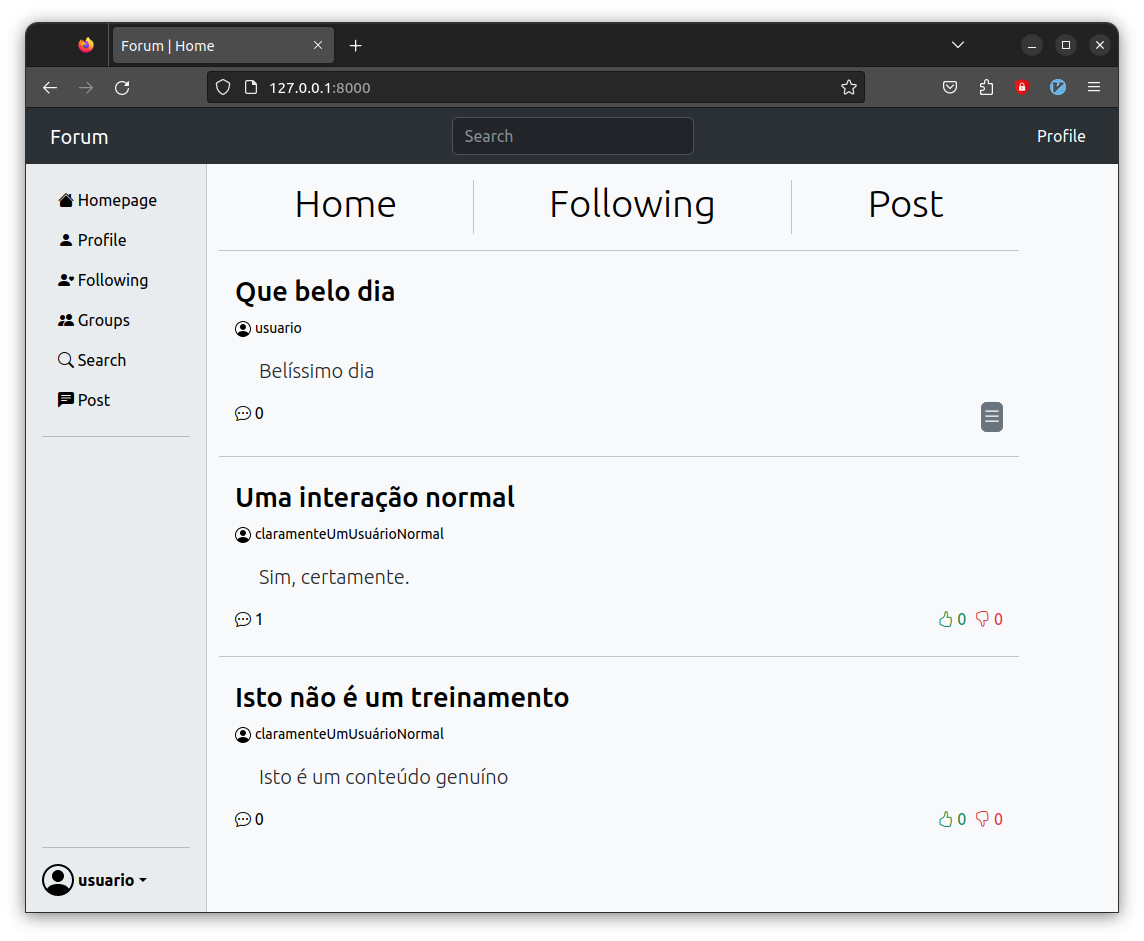 Forum | Home
127.0.0.1:8000
Forum
Search
Profile
Homepage
Profile
Following
Groups
Search
Post
usuario
Home
Following
Post
Que belo dia
usuario
Belíssimo dia
0
Uma interação normal
claramenteUmUsuárioNormal
Sim, certamente.
1
0 0
Isto não é um treinamento
claramenteUmUsuárioNormal
Isto é um conteúdo genuíno
0
0 0